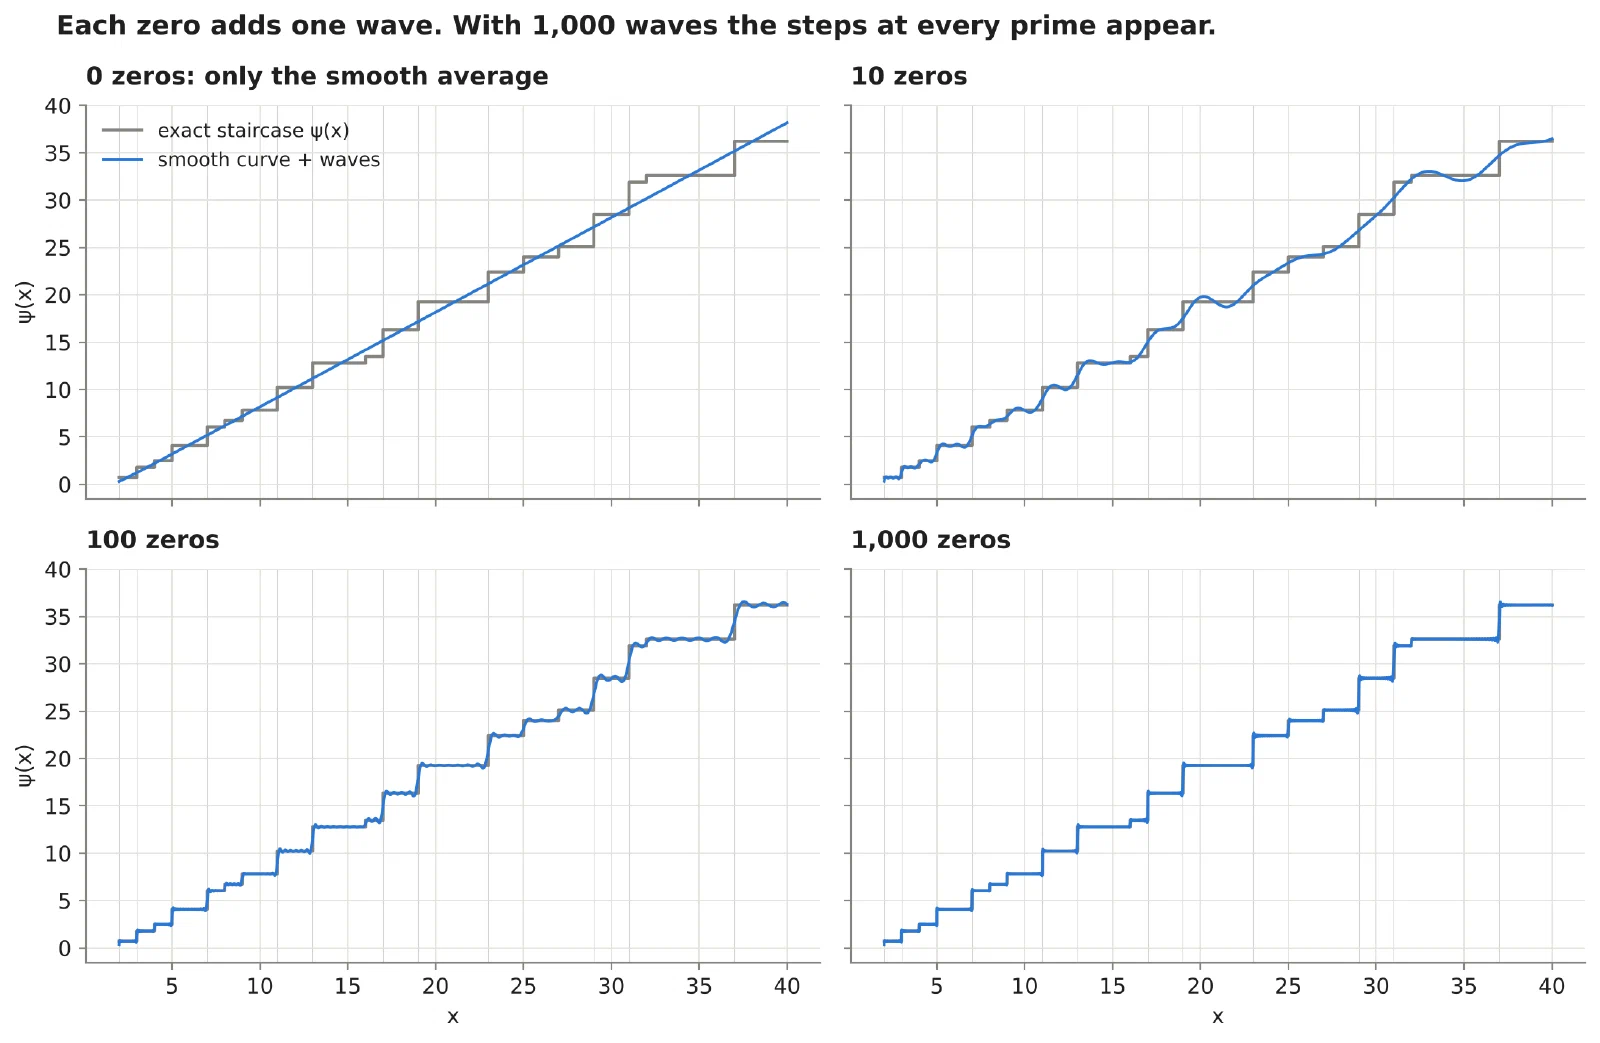 Each zero adds one wave. With 1,000 waves the steps at every prime appear.
0 zeros: only the smooth average
40
35
30
25
20
15
10
5
0
ψ(x)
exact staircase ψ(x)
smooth curve + waves
10 zeros
100 zeros
40
35
30
25
20
15
10
5
0
ψ(x)
5 10 15 20 25 30 35 40
x
1,000 zeros
5 10 15 20 25 30 35 40
x